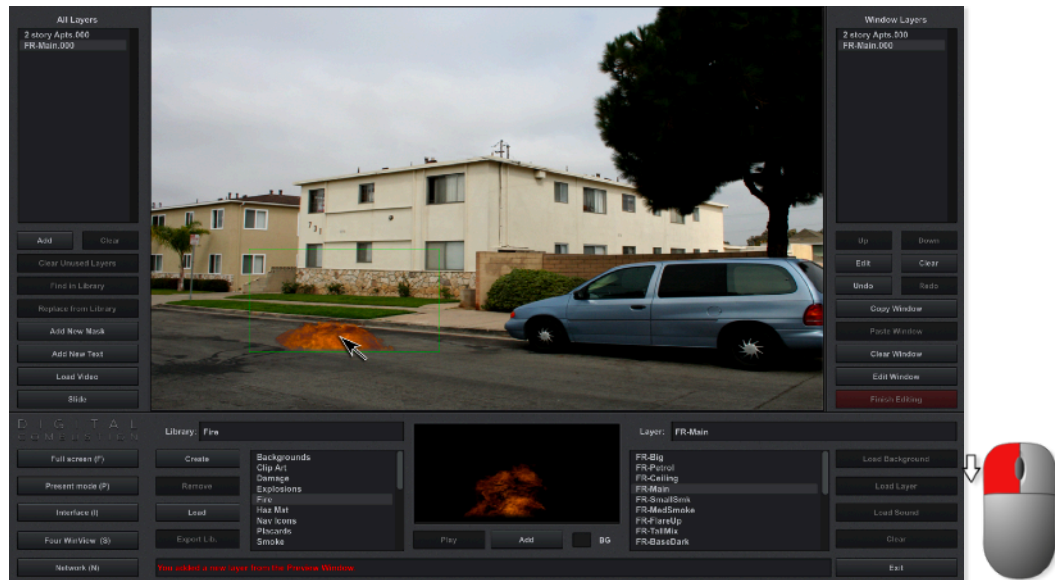 All Layers
2 story Apts.000
FR-Main.000
Add
Clear
Clear Unused Layers
Find in Library
Replace from Library
Add New Mask
Add New Text
Load Video
Slide
731
Window Layers
2 story Apts.000
FR-Main.000
Up
Down
Edit
Clear
Undo
Redo
Copy Window
Paste Window
Clear Window
Edit Window
Finish Editing
DIGITAL
COMBUSTION
Full screen (F)
Present mode (P)
Interface (I)
Four WarView (S)
Network (N)
Library: Fire
Create
Remove
Load
Export Lib.
Backgrounds
Clip Art
Damage
Explosions
Fire
Haz Mat
Nav Icons
Placards
Smoke
Play
Add
BG
Layer: FR-Main
FR-Big
FR-Petrol
FR-Ceiling
FR-Main
FR-SmallSmk
FR-MedSmoke
FR-FlareUp
FR-TallMix
FR-BaseDark
Load Background
Load Layer
Load Sound
Clear
Exit
You added a new layer from the Preview Window